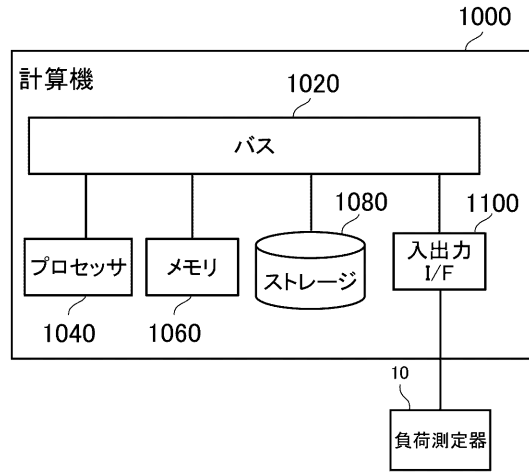 1000
計算機
1020
バス
1080
1100
プロセッサ
メモリ
ストレージ
入出力
I/F
1040
1060
10
負荷測定器